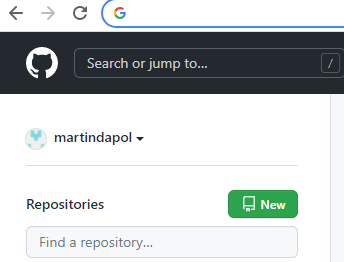 Search or jump to...
/
martindapol
Repositories
New
Find a repository...